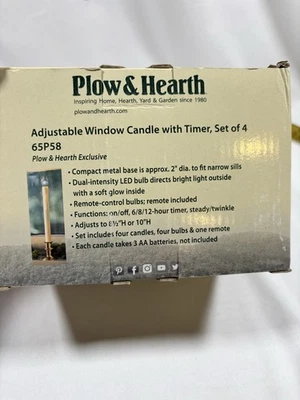 Plow & Hearth
Inspiring Home, Hearth, Yard & Garden since 1980
plowandhearth.com
Adjustable Window Candle with Timer, Set of 4
65P58
Plow & Hearth Exclusive
• Compact metal base is approx. 2" dia. to fit narrow sills
• Dual-intensity LED bulb directs bright light outside
with a soft glow inside
• Remote-control bulbs; remote included
• Functions: on/off, 6/8/12-hour timer, steady/twinkle
• Adjusts to 8½"H or 10"H
• Set includes four candles, four bulbs & one remote
• Each candle takes 3 AA batteries, not included